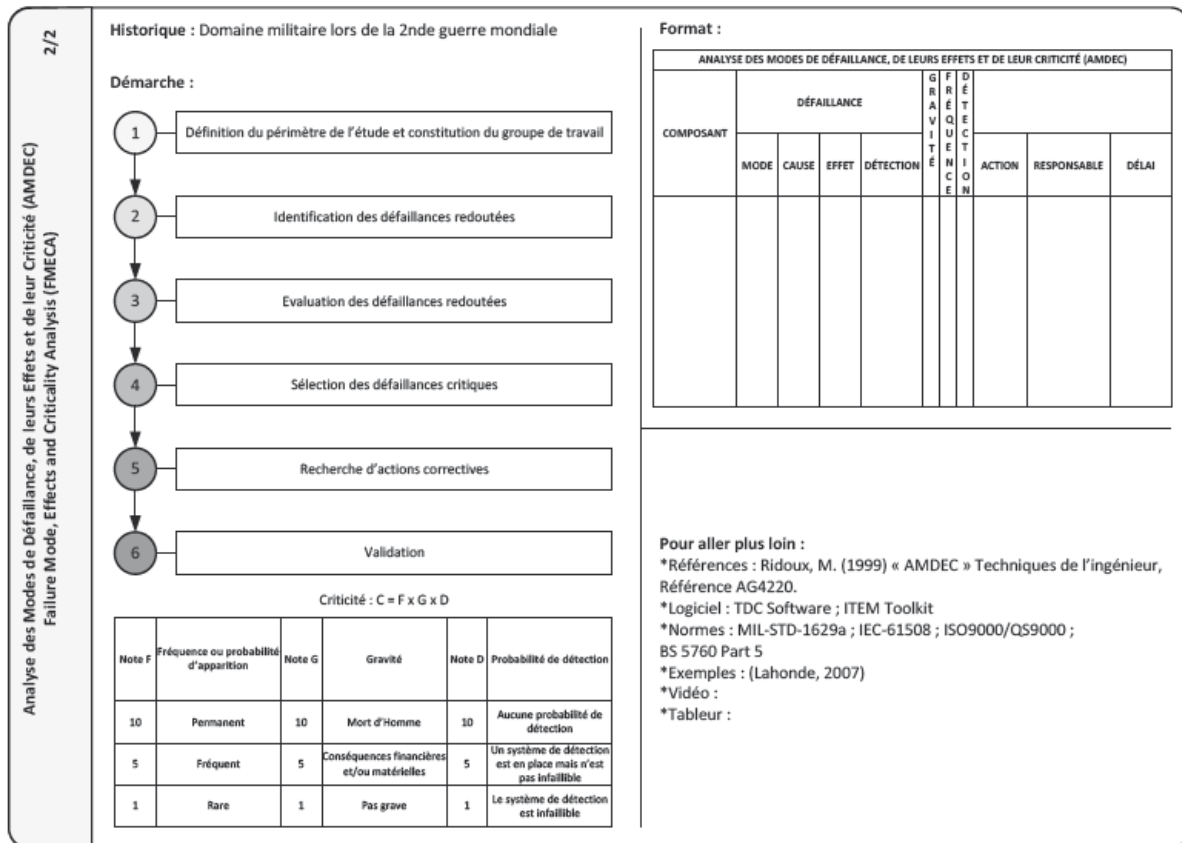 2/2
Analyse des Modes de Défaillance, de leurs Effets et de leur Criticité (AMDEC)
Failure Mode, Effects and Criticality Analysis (FMECA)
Historique : Domaine militaire lors de la 2nde guerre mondiale
Démarche :
1
Définition du périmètre de l'étude et constitution du groupe de travail
2
Identification des défaillances redoutées
3
Evaluation des défaillances redoutées
4
Sélection des défaillances critiques
5
Recherche d'actions correctives
6
Validation
Criticité : C = F x G x D
Note F
Fréquence ou probabilité
d'apparition
Note G
Gravité
Note D
Probabilité de détection
10
Permanent
10
Mort d'Homme
10
Aucune probabilité de
détection
5
Fréquent
5
Conséquences financières
et/ou matérielles
5
Un système de détection
est en place mais n'est
pas infaillible
1
Rare
1
Pas grave
1
Le système de détection
est infaillible
Format :
ANALYSE DES MODES DE DÉFAILLANCE, DE LEURS EFFETS ET DE LEUR CRITICITÉ (AMDEC)
COMPOSANT
DÉFAILLANCE
MODE
CAUSE
EFFET
DÉTECTION
GRAVITÉ
FRÉQUENCE
DÉTECTION
ACTION
RESPONSABLE
DÉLAI
Pour aller plus loin :
*Références : Ridoux, M. (1999) « AMDEC » Techniques de l'ingénieur,
Référence AG4220.
*Logiciel : TDC Software ; ITEM Toolkit
*Normes : MIL-STD-1629a ; IEC-61508 ; ISO9000/QS9000 ;
BS 5760 Part 5
*Exemples : (Lahonde, 2007)
*Vidéo :
*Tableur :